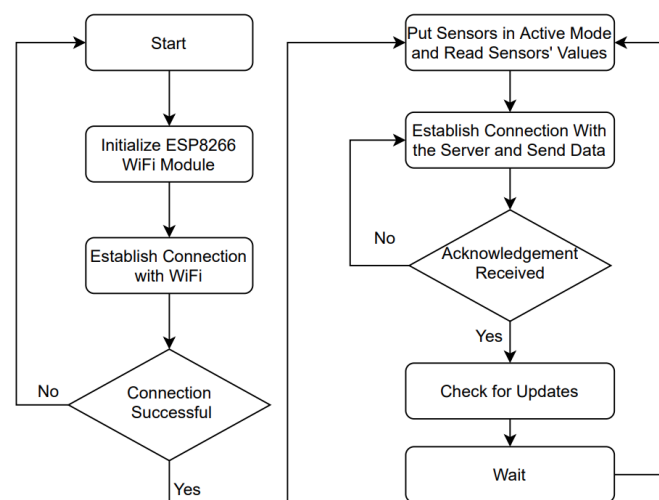 Start
Initialize ESP8266
WiFi Module
Establish Connection
with WiFi
No
Connection
Successful
Yes
Put Sensors in Active Mode
and Read Sensors' Values
Establish Connection With
the Server and Send Data
No
Acknowledgement
Received
Yes
Check for Updates
Wait